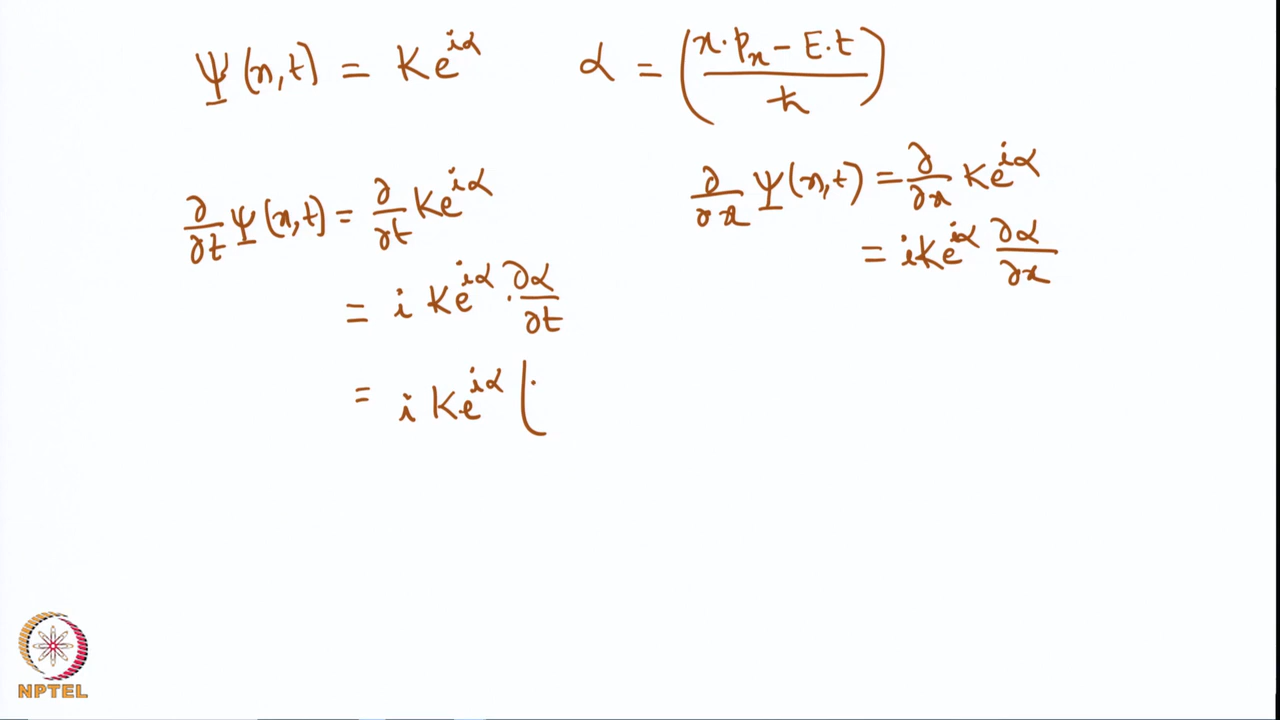 Ψ(x,t) = Ke^{iα}    α = (x·p_x − E·t / ħ)
∂/∂t Ψ(x,t) = ∂/∂t Ke^{iα}
= i Ke^{iα} · ∂α/∂t
= i Ke^{iα} (
∂/∂x Ψ(x,t) = ∂/∂x Ke^{iα}
= iKe^{iα} ∂α/∂x
NPTEL